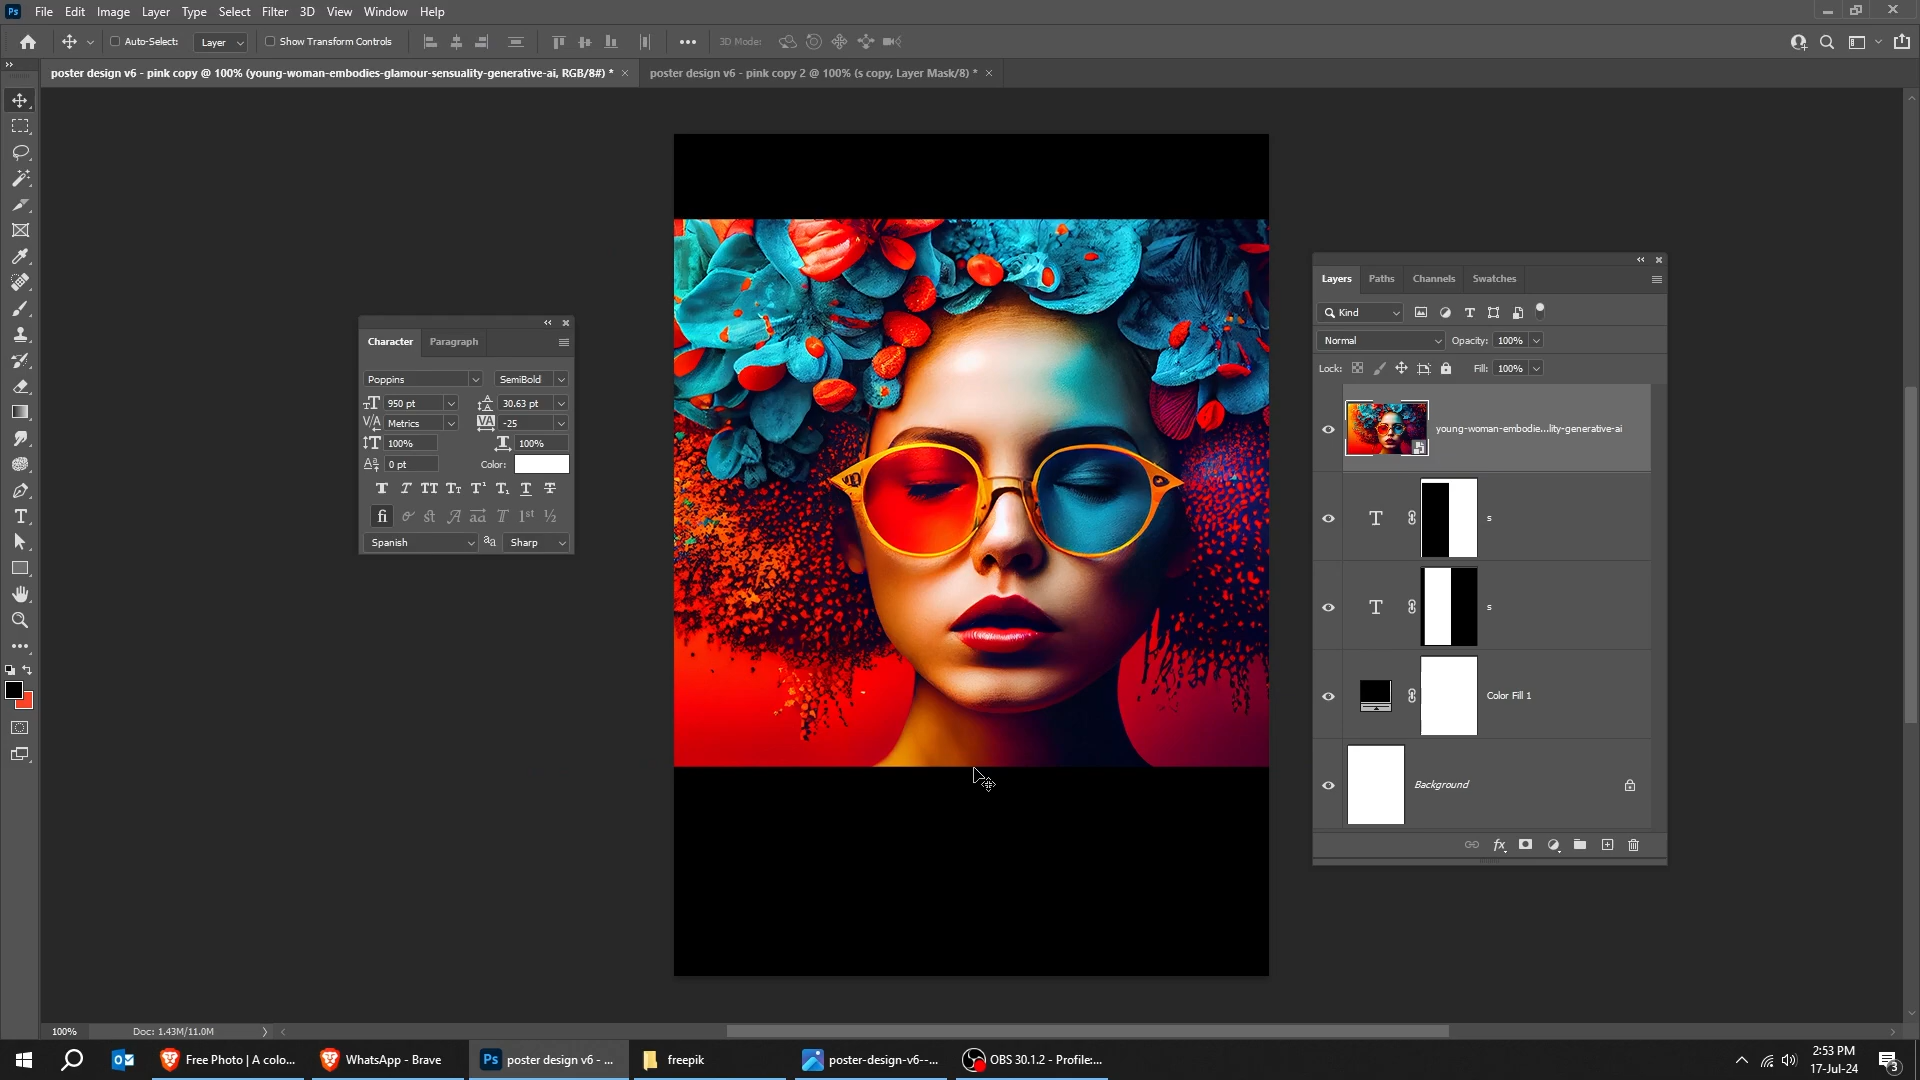 Ps File Edit Image Layer Type Select Filter 3D View Window Help
Auto-Select: Layer Show Transform Controls 3D Mode:
poster design v6 - pink copy @ 100% (young-woman-embodies-glamour-sensuality-generative-ai, RGB/8#) *
poster design v6 - pink copy 2 @ 100% (s copy, Layer Mask/8) *
Character Paragraph
Poppins SemiBold
950 pt 30.63 pt
Metrics -25
100% 100%
0 pt Color:
Spanish Sharp
Layers Paths Channels Swatches
Kind
Normal Opacity: 100%
Lock: Fill: 100%
young-woman-embodie...lity-generative-ai
s
s
Color Fill 1
Background
100% Doc: 1.43M/11.0M
Free Photo | A colo...
WhatsApp - Brave
Ps poster design v6 - ...
freepik
poster-design-v6--...
OBS 30.1.2 - Profile:...
2:53 PM
17-Jul-24
3